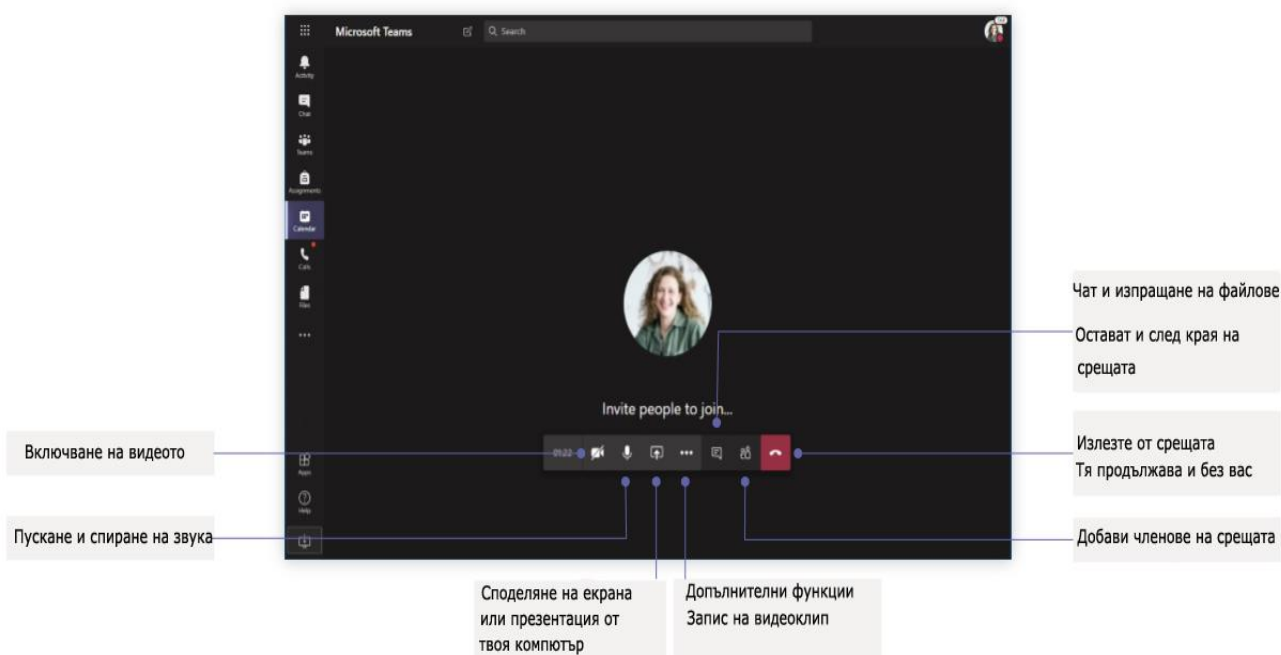 Microsoft Teams
Search
Activity
Chat
Teams
Assignments
Calendar
Calls
Files
Apps
Help
Invite people to join...
01:22
Включване на видеото
Пускане и спиране на звука
Споделяне на екрана
или презентация от
твоя компютър
Допълнителни функции
Запис на видеоклип
Чат и изпращане на файлове
Остават и след края на
срещата
Излезте от срещата
Тя продължава и без вас
Добави членове на срещата